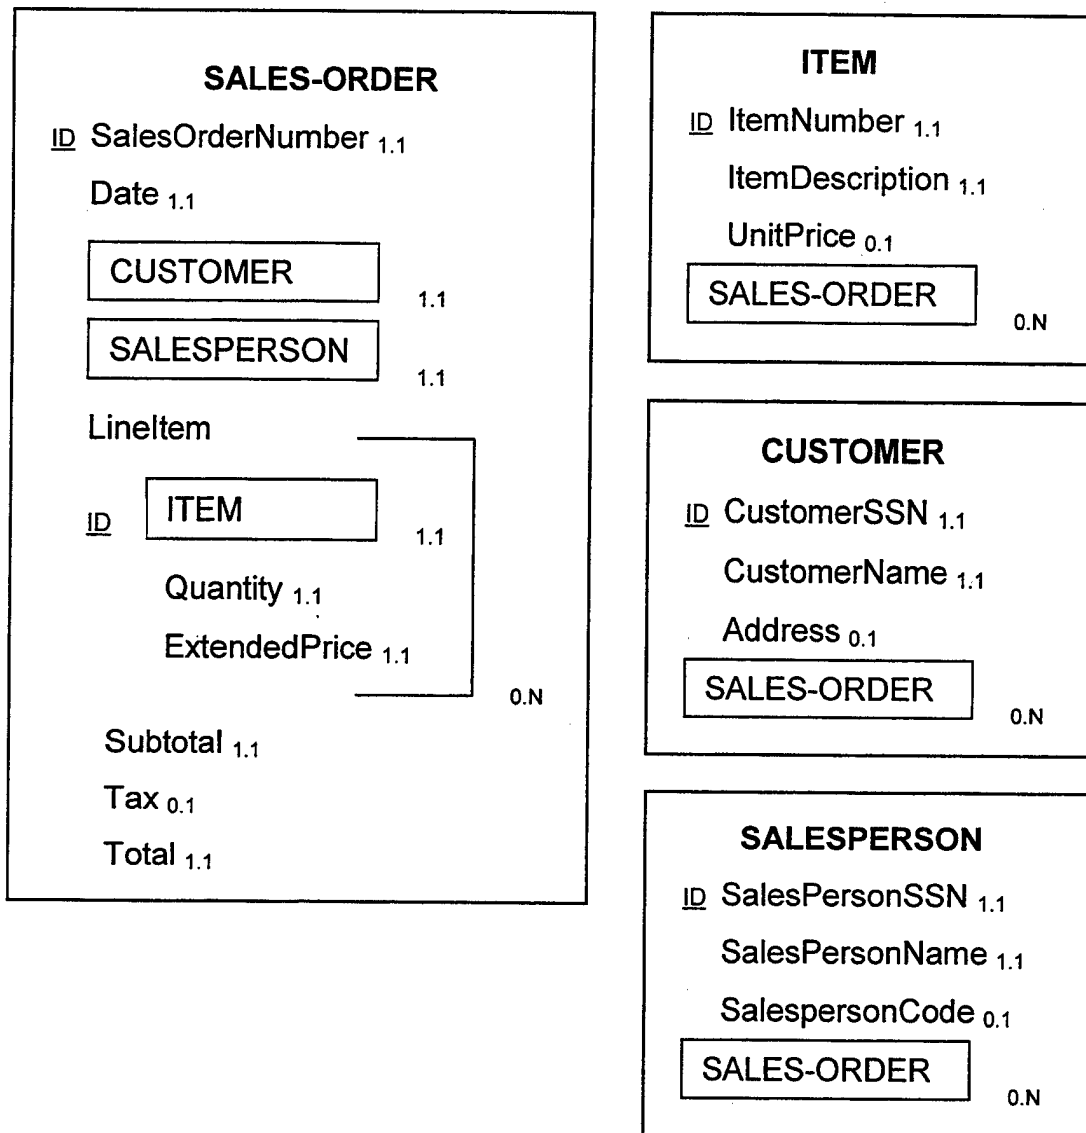 SALES-ORDER
ID SalesOrderNumber 1.1
Date 1.1
CUSTOMER 1.1
SALESPERSON 1.1
LineItem
ID ITEM 1.1
Quantity 1.1
ExtendedPrice 1.1
0.N
Subtotal 1.1
Tax 0.1
Total 1.1
ITEM
ID ItemNumber 1.1
ItemDescription 1.1
UnitPrice 0.1
SALES-ORDER 0.N
CUSTOMER
ID CustomerSSN 1.1
CustomerName 1.1
Address 0.1
SALES-ORDER 0.N
SALESPERSON
ID SalesPersonSSN 1.1
SalesPersonName 1.1
SalespersonCode 0.1
SALES-ORDER 0.N